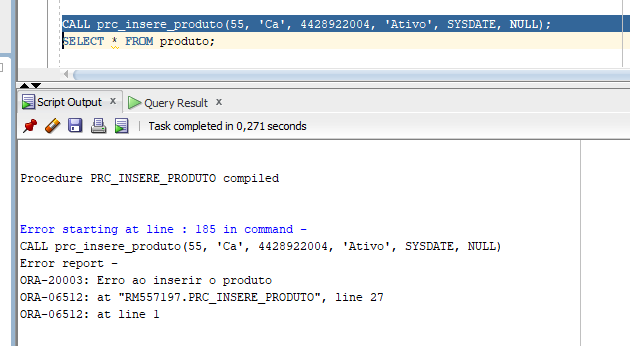 CALL prc_insere_produto(55, 'Ca', 4428922004, 'Ativo', SYSDATE, NULL);
SELECT * FROM produto;
Script Output x Query Result x
Task completed in 0,271 seconds
Procedure PRC_INSERE_PRODUTO compiled
Error starting at line : 185 in command -
CALL prc_insere_produto(55, 'Ca', 4428922004, 'Ativo', SYSDATE, NULL)
Error report -
ORA-20003: Erro ao inserir o produto
ORA-06512: at "RM557197.PRC_INSERE_PRODUTO", line 27
ORA-06512: at line 1